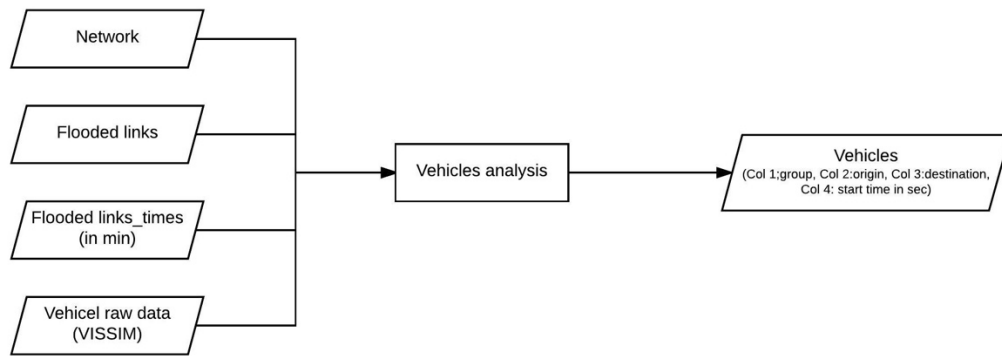 Network
Flooded links
Flooded links_times
(in min)
Vehicel raw data
(VISSIM)
Vehicles analysis
Vehicles
(Col 1;group, Col 2:origin, Col 3:destination,
Col 4: start time in sec)